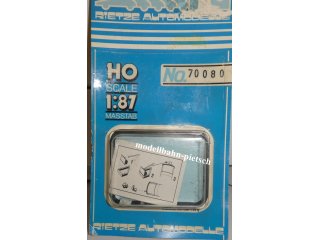 RIETZE AUTOMODELLE
HO
SCALE
1:87
MASSTAB
No. 70080
modellbahn-pietsch
RIETZE AUTOMODELLE